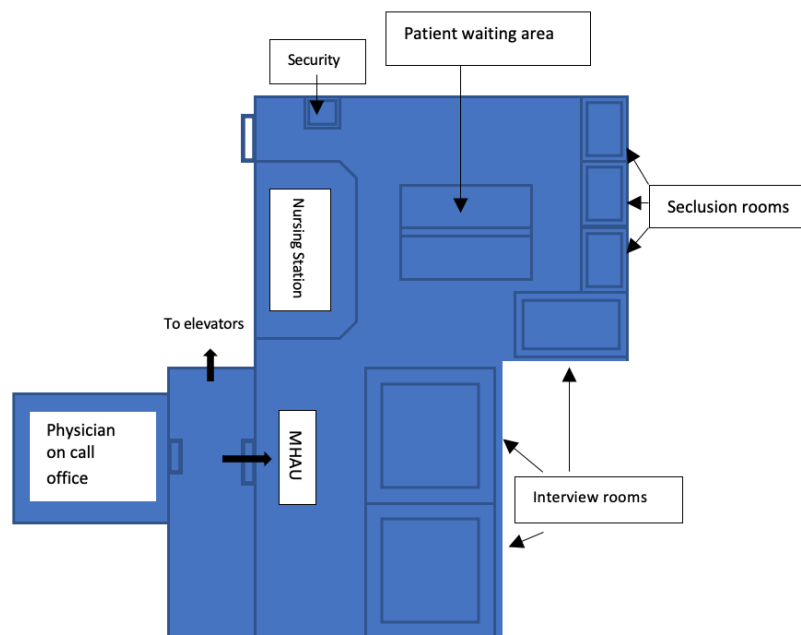 Patient waiting area
Security
Seclusion rooms
Nursing Station
To elevators
Physician
on call
office
MHAU
Interview rooms